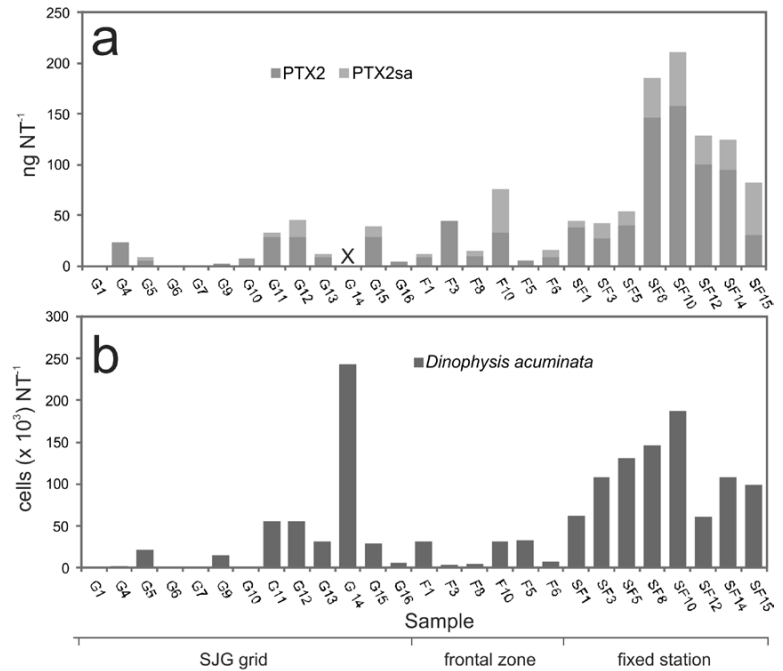 a
250
200
150
100
50
0
ng NT⁻¹
PTX2 PTX2sa
X
G1 G4 G5 G6 G7 G9 G10 G11 G12 G13 G 14 G15 G16 F1 F3 F8 F10 F5 F6 SF1 SF3 SF5 SF8 SF10 SF12 SF14 SF15
b
300
250
200
150
100
50
0
cells (x 10³) NT⁻¹
Dinophysis acuminata
G1 G4 G5 G6 G7 G9 G10 G11 G12 G13 G 14 G15 G16 F1 F3 F8 F10 F5 F6 SF1 SF3 SF5 SF8 SF10 SF12 SF14 SF15
Sample
SJG grid frontal zone fixed station